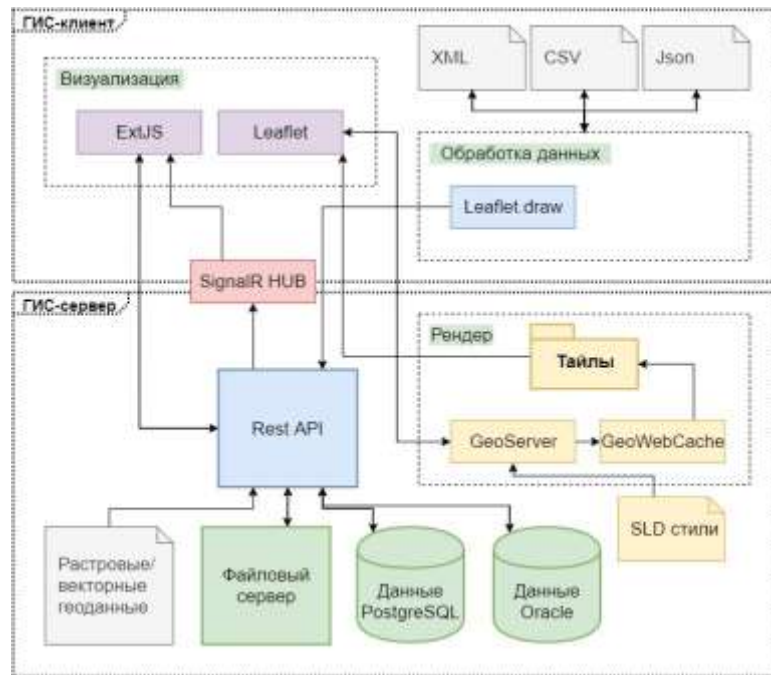 ГИС-клиент
Визуализация
ExtJS
Leaflet
XML
CSV
Json
Обработка данных
Leaflet draw
SignalR HUB
ГИС-сервер
Рендер
Тайлы
Rest API
GeoServer
GeoWebCache
SLD стили
Растровые/
векторные
геоданные
Файловый
сервер
Данные
PostgreSQL
Данные
Oracle